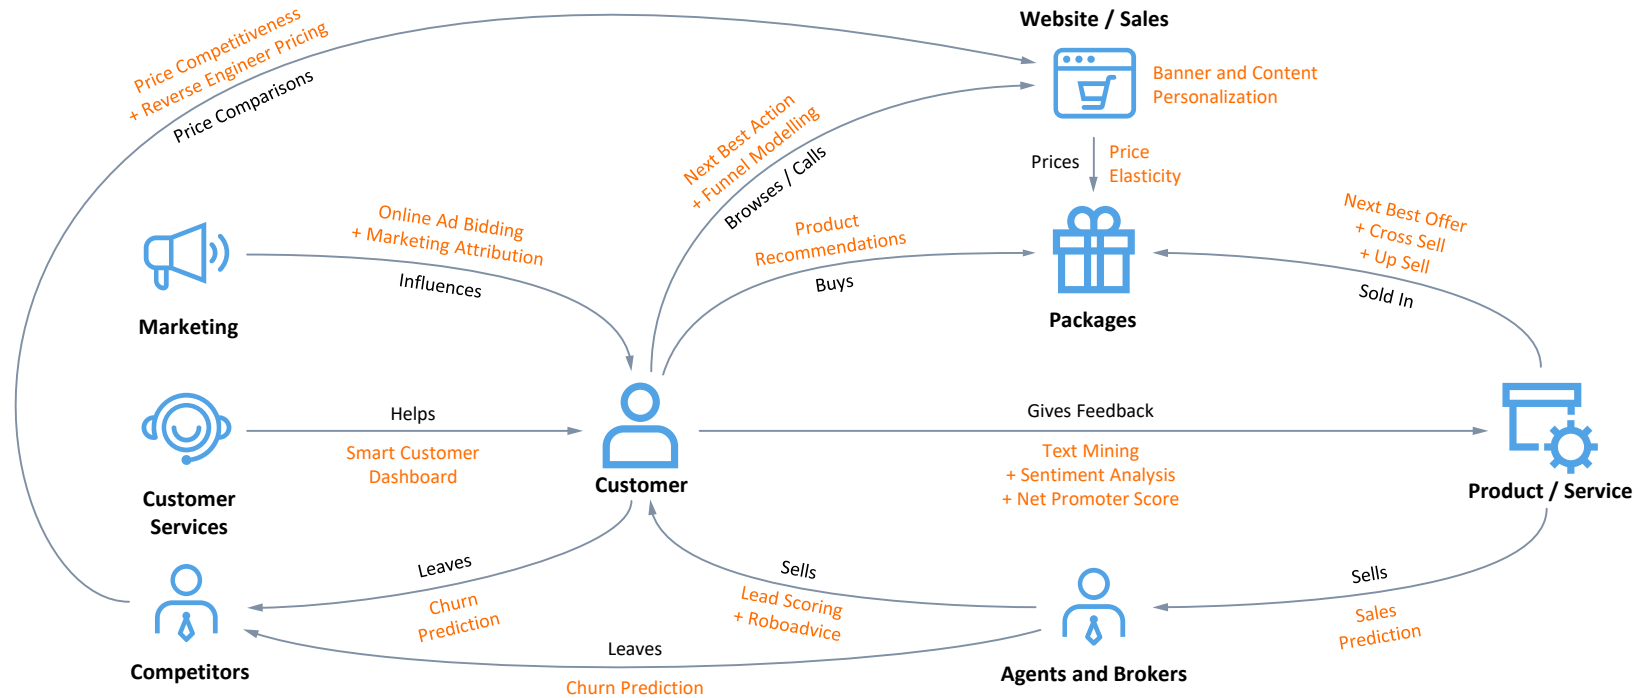 Website / Sales
Banner and Content
Personalization
Price Competitiveness
+ Reverse Engineer Pricing
Price Comparisons
Next Best Action
+ Funnel Modelling
Browses / Calls
Prices
Price
Elasticity
Online Ad Bidding
+ Marketing Attribution
Influences
Marketing
Product
Recommendations
Buys
Packages
Next Best Offer
+ Cross Sell
+ Up Sell
Sold In
Helps
Smart Customer
Dashboard
Customer
Services
Customer
Gives Feedback
Text Mining
+ Sentiment Analysis
+ Net Promoter Score
Product / Service
Leaves
Churn
Prediction
Sells
Lead Scoring
+ Roboadvice
Sells
Sales
Prediction
Competitors
Leaves
Churn Prediction
Agents and Brokers